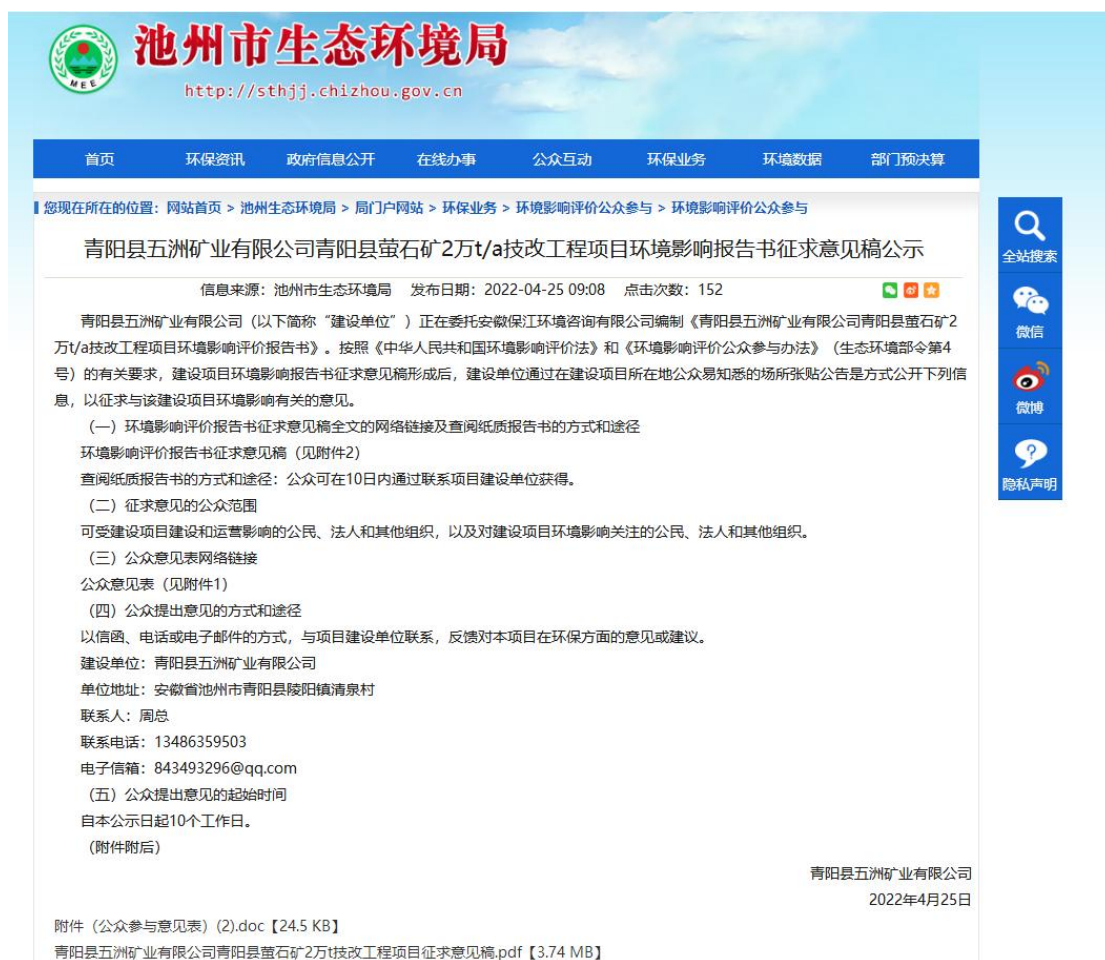 池州市生态环境局
MEE
http://sthjj.chizhou.gov.cn
首页 环保资讯 政府信息公开 在线办事 公众互动 环保业务 环境数据 部门预决算
您现在所在的位置：网站首页 > 池州生态环境局 > 局门户网站 > 环保业务 > 环境影响评价公众参与 > 环境影响评价公众参与
青阳县五洲矿业有限公司青阳县萤石矿2万t/a技改工程项目环境影响报告书征求意见稿公示
信息来源：池州市生态环境局 发布日期：2022-04-25 09:08 点击次数：152
青阳县五洲矿业有限公司（以下简称“建设单位”）正在委托安徽保江环境咨询有限公司编制《青阳县五洲矿业有限公司青阳县萤石矿2
万t/a技改工程项目环境影响评价报告书》。按照《中华人民共和国环境影响评价法》和《环境影响评价公众参与办法》（生态环境部令第4
号）的有关要求，建设项目环境影响报告书征求意见稿形成后，建设单位通过在建设项目所在地公众易知悉的场所张贴公告是方式公开下列信
息，以征求与该建设项目环境影响有关的意见。
（一）环境影响评价报告书征求意见稿全文的网络链接及查阅纸质报告书的方式和途径
环境影响评价报告书征求意见稿（见附件2）
查阅纸质报告书的方式和途径：公众可在10日内通过联系项目建设单位获得。
（二）征求意见的公众范围
可受建设项目建设和运营影响的公民、法人和其他组织，以及对建设项目环境影响关注的公民、法人和其他组织。
（三）公众意见表网络链接
公众意见表（见附件1）
（四）公众提出意见的方式和途径
以信函、电话或电子邮件的方式，与项目建设单位联系，反馈对本项目在环保方面的意见或建议。
建设单位：青阳县五洲矿业有限公司
单位地址：安徽省池州市青阳县陵阳镇清泉村
联系人：周总
联系电话：13486359503
电子信箱：843493296@qq.com
（五）公众提出意见的起始时间
自本公示日起10个工作日。
（附件附后）
青阳县五洲矿业有限公司
2022年4月25日
附件（公众参与意见表）(2).doc【24.5 KB】
青阳县五洲矿业有限公司青阳县萤石矿2万t技改工程项目征求意见稿.pdf【3.74 MB】
全站搜索
微信
微博
隐私声明